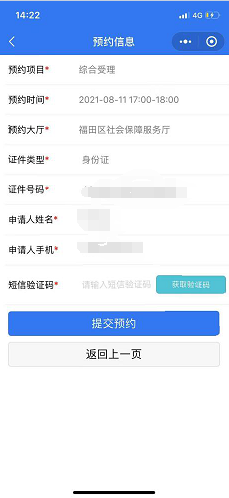 14:22
4G
预约信息
预约项目* 综合受理
预约时间* 2021-08-11 17:00-18:00
预约大厅* 福田区社会保障服务厅
证件类型* 身份证
证件号码*
申请人姓名*
申请人手机*
短信验证码* 请输入短信验证码 获取验证码
提交预约
返回上一页